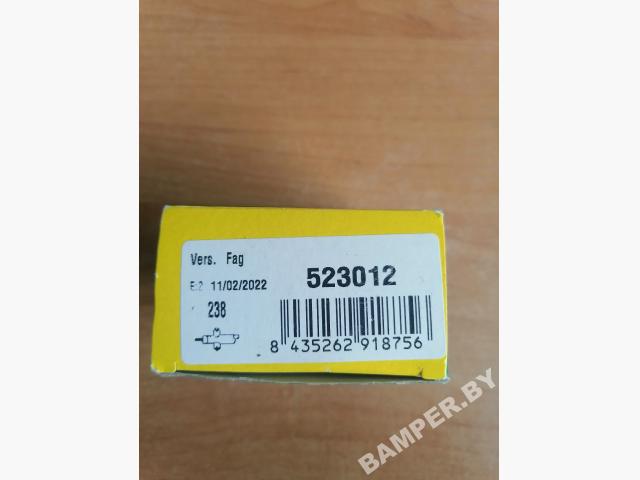 Vers. Fag
E:2 11/02/2022
523012
238
8 435262 918756
BAMPER.BY